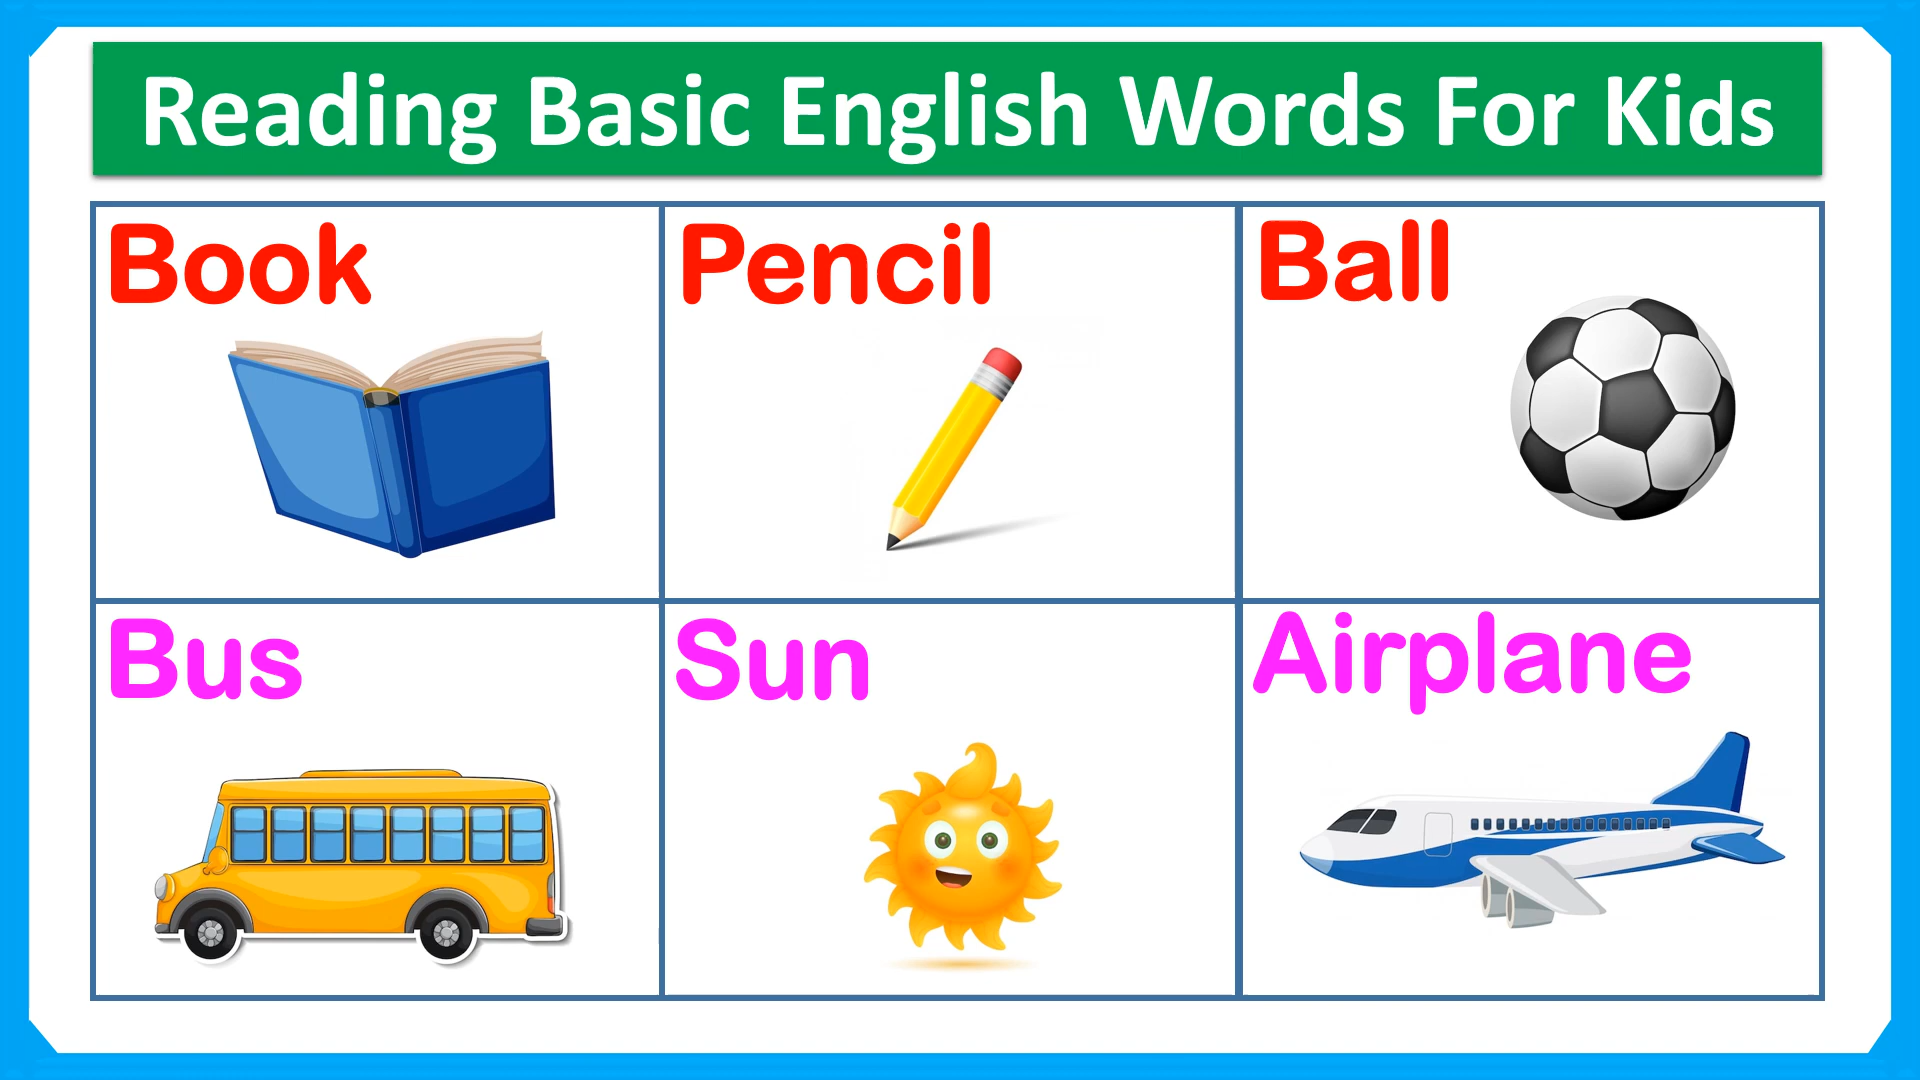 Reading Basic English Words For Kids
Book
Pencil
Ball
Bus
Sun
Airplane